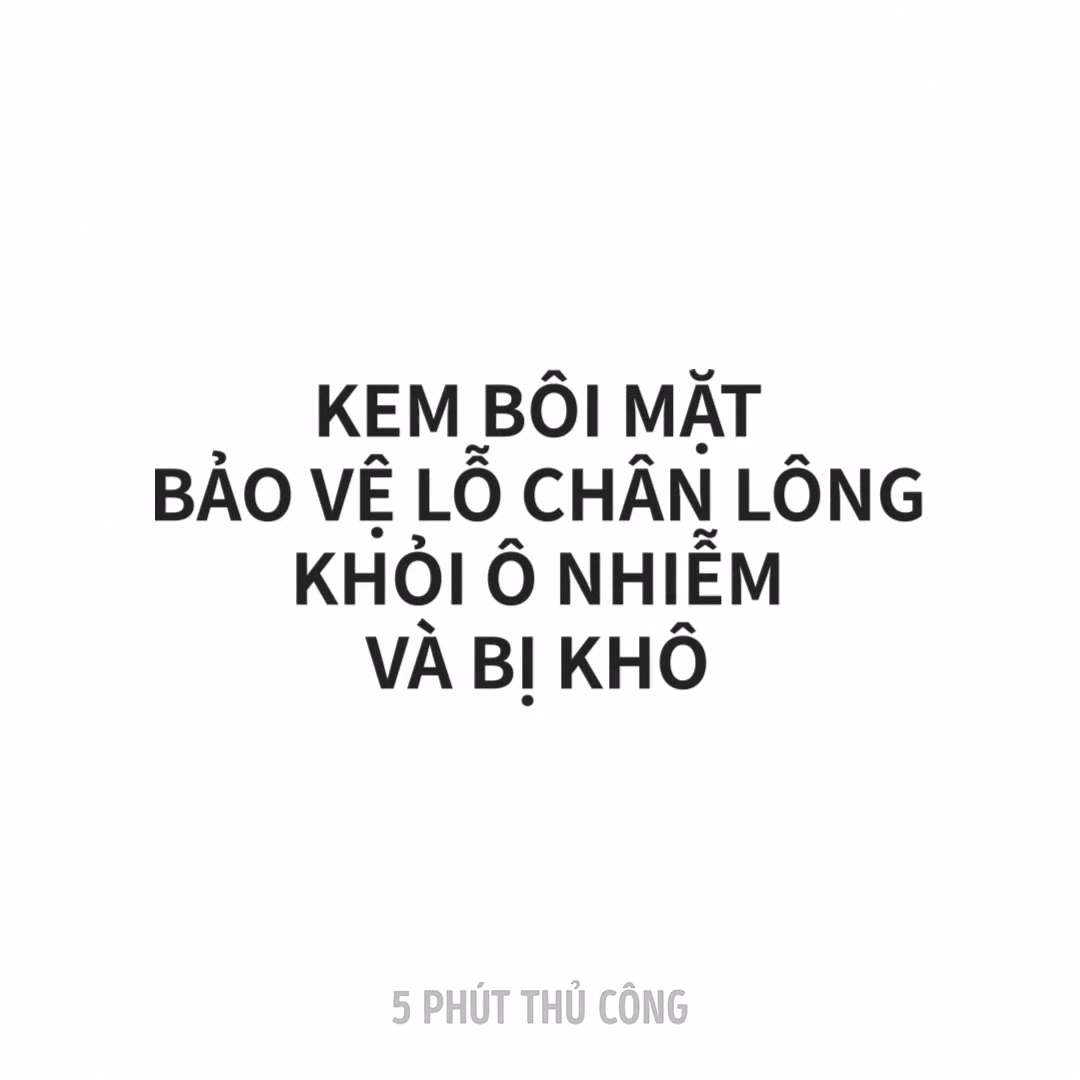 KEM BÔI MẶT
BẢO VỆ LỖ CHÂN LÔNG
KHỎI Ô NHIỄM
VÀ BỊ KHÔ
5 PHÚT THỦ CÔNG